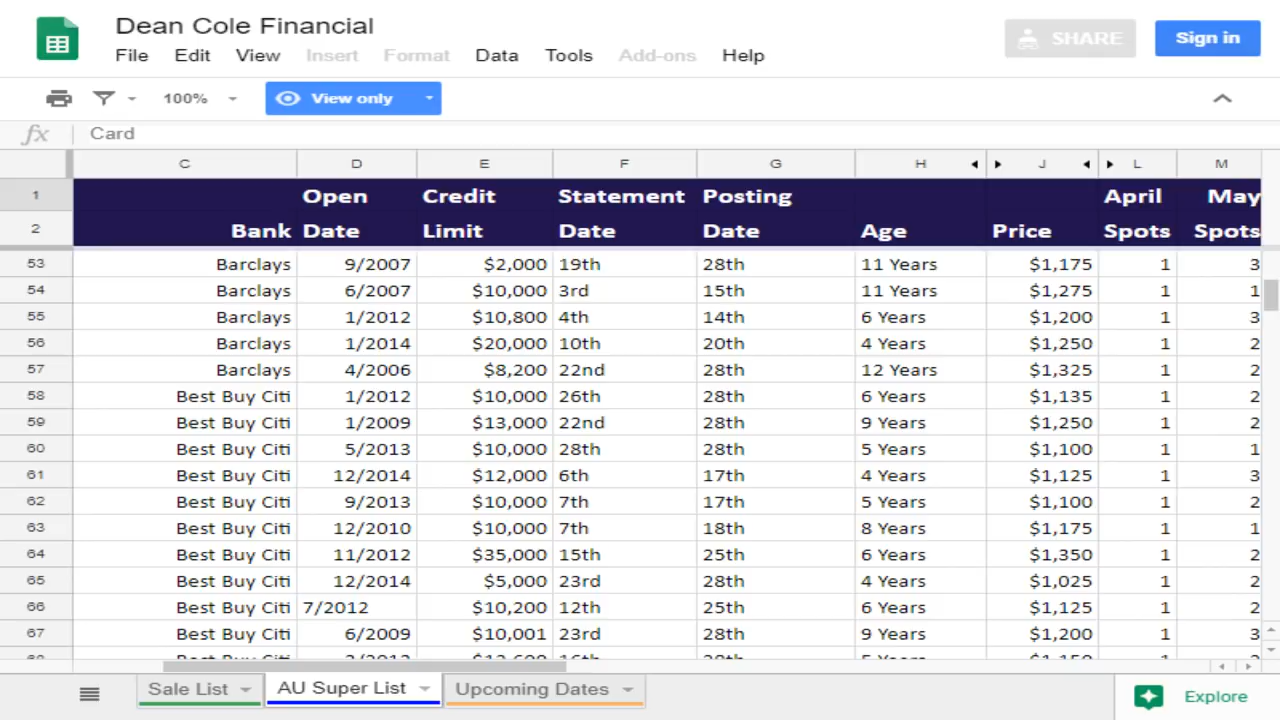 Dean Cole Financial
File Edit View Insert Format Data Tools Add-ons Help
SHARE
Sign in
100% View only
fx Card
C D E F G H J L M
1 Open Credit Statement Posting April May
2 Bank Date Limit Date Date Age Price Spots Spots
53 Barclays 9/2007 $2,000 19th 28th 11 Years $1,175 1 3
54 Barclays 6/2007 $10,000 3rd 15th 11 Years $1,275 1 1
55 Barclays 1/2012 $10,800 4th 14th 6 Years $1,200 1 3
56 Barclays 1/2014 $20,000 10th 20th 4 Years $1,250 1 2
57 Barclays 4/2006 $8,200 22nd 28th 12 Years $1,325 1 2
58 Best Buy Citi 1/2012 $10,000 26th 28th 6 Years $1,135 1 2
59 Best Buy Citi 1/2009 $13,000 22nd 28th 9 Years $1,250 1 2
60 Best Buy Citi 5/2013 $10,000 28th 28th 5 Years $1,100 1 1
61 Best Buy Citi 12/2014 $12,000 6th 17th 4 Years $1,125 1 3
62 Best Buy Citi 9/2013 $10,000 7th 17th 5 Years $1,100 1 2
63 Best Buy Citi 12/2010 $10,000 7th 18th 8 Years $1,175 1 1
64 Best Buy Citi 11/2012 $35,000 15th 25th 6 Years $1,350 1 2
65 Best Buy Citi 12/2014 $5,000 23rd 28th 4 Years $1,025 1 2
66 Best Buy Citi 7/2012 $10,200 12th 25th 6 Years $1,125 1 2
67 Best Buy Citi 6/2009 $10,001 23rd 28th 9 Years $1,200 1 3
Sale List AU Super List Upcoming Dates
Explore